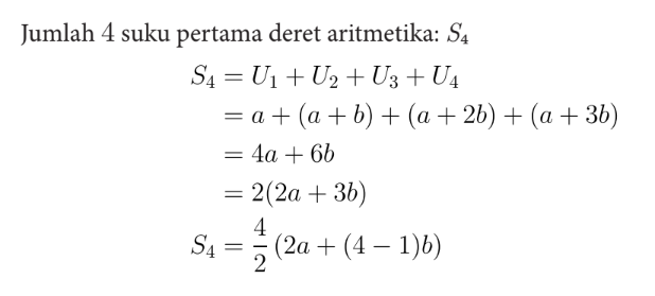 Jumlah 4 suku pertama deret aritmetika: S₄
S₄ = U₁ + U₂ + U₃ + U₄
= a + (a + b) + (a + 2b) + (a + 3b)
= 4a + 6b
= 2(2a + 3b)
S₄ = 4/2 (2a + (4 − 1)b)